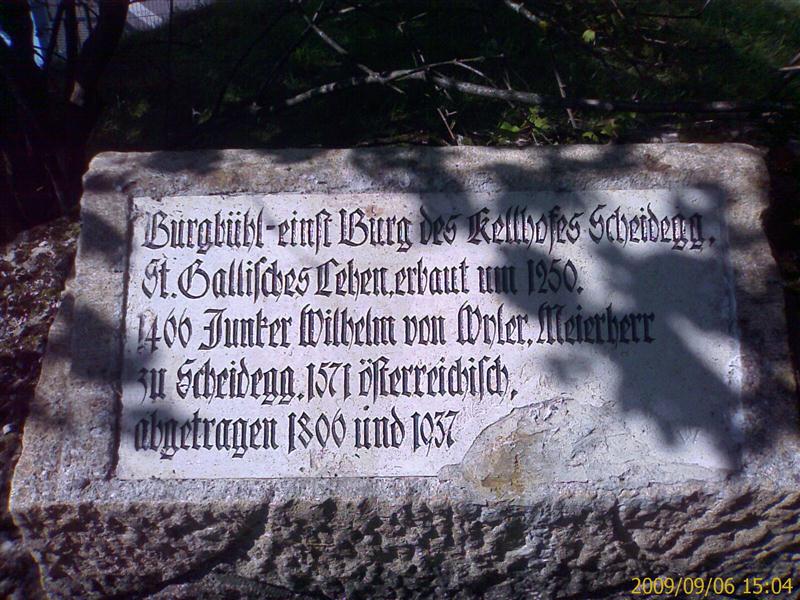 Burgbühl-einst Burg des Kellhofes Scheidegg.
St. Gallisches Lehen, erbaut um 1250.
1466 Junker Wilhelm von Wyler, Meierherr
zu Scheidegg. 1571 österreichisch,
abgetragen 1806 und 1937
2009/09/06 15:04